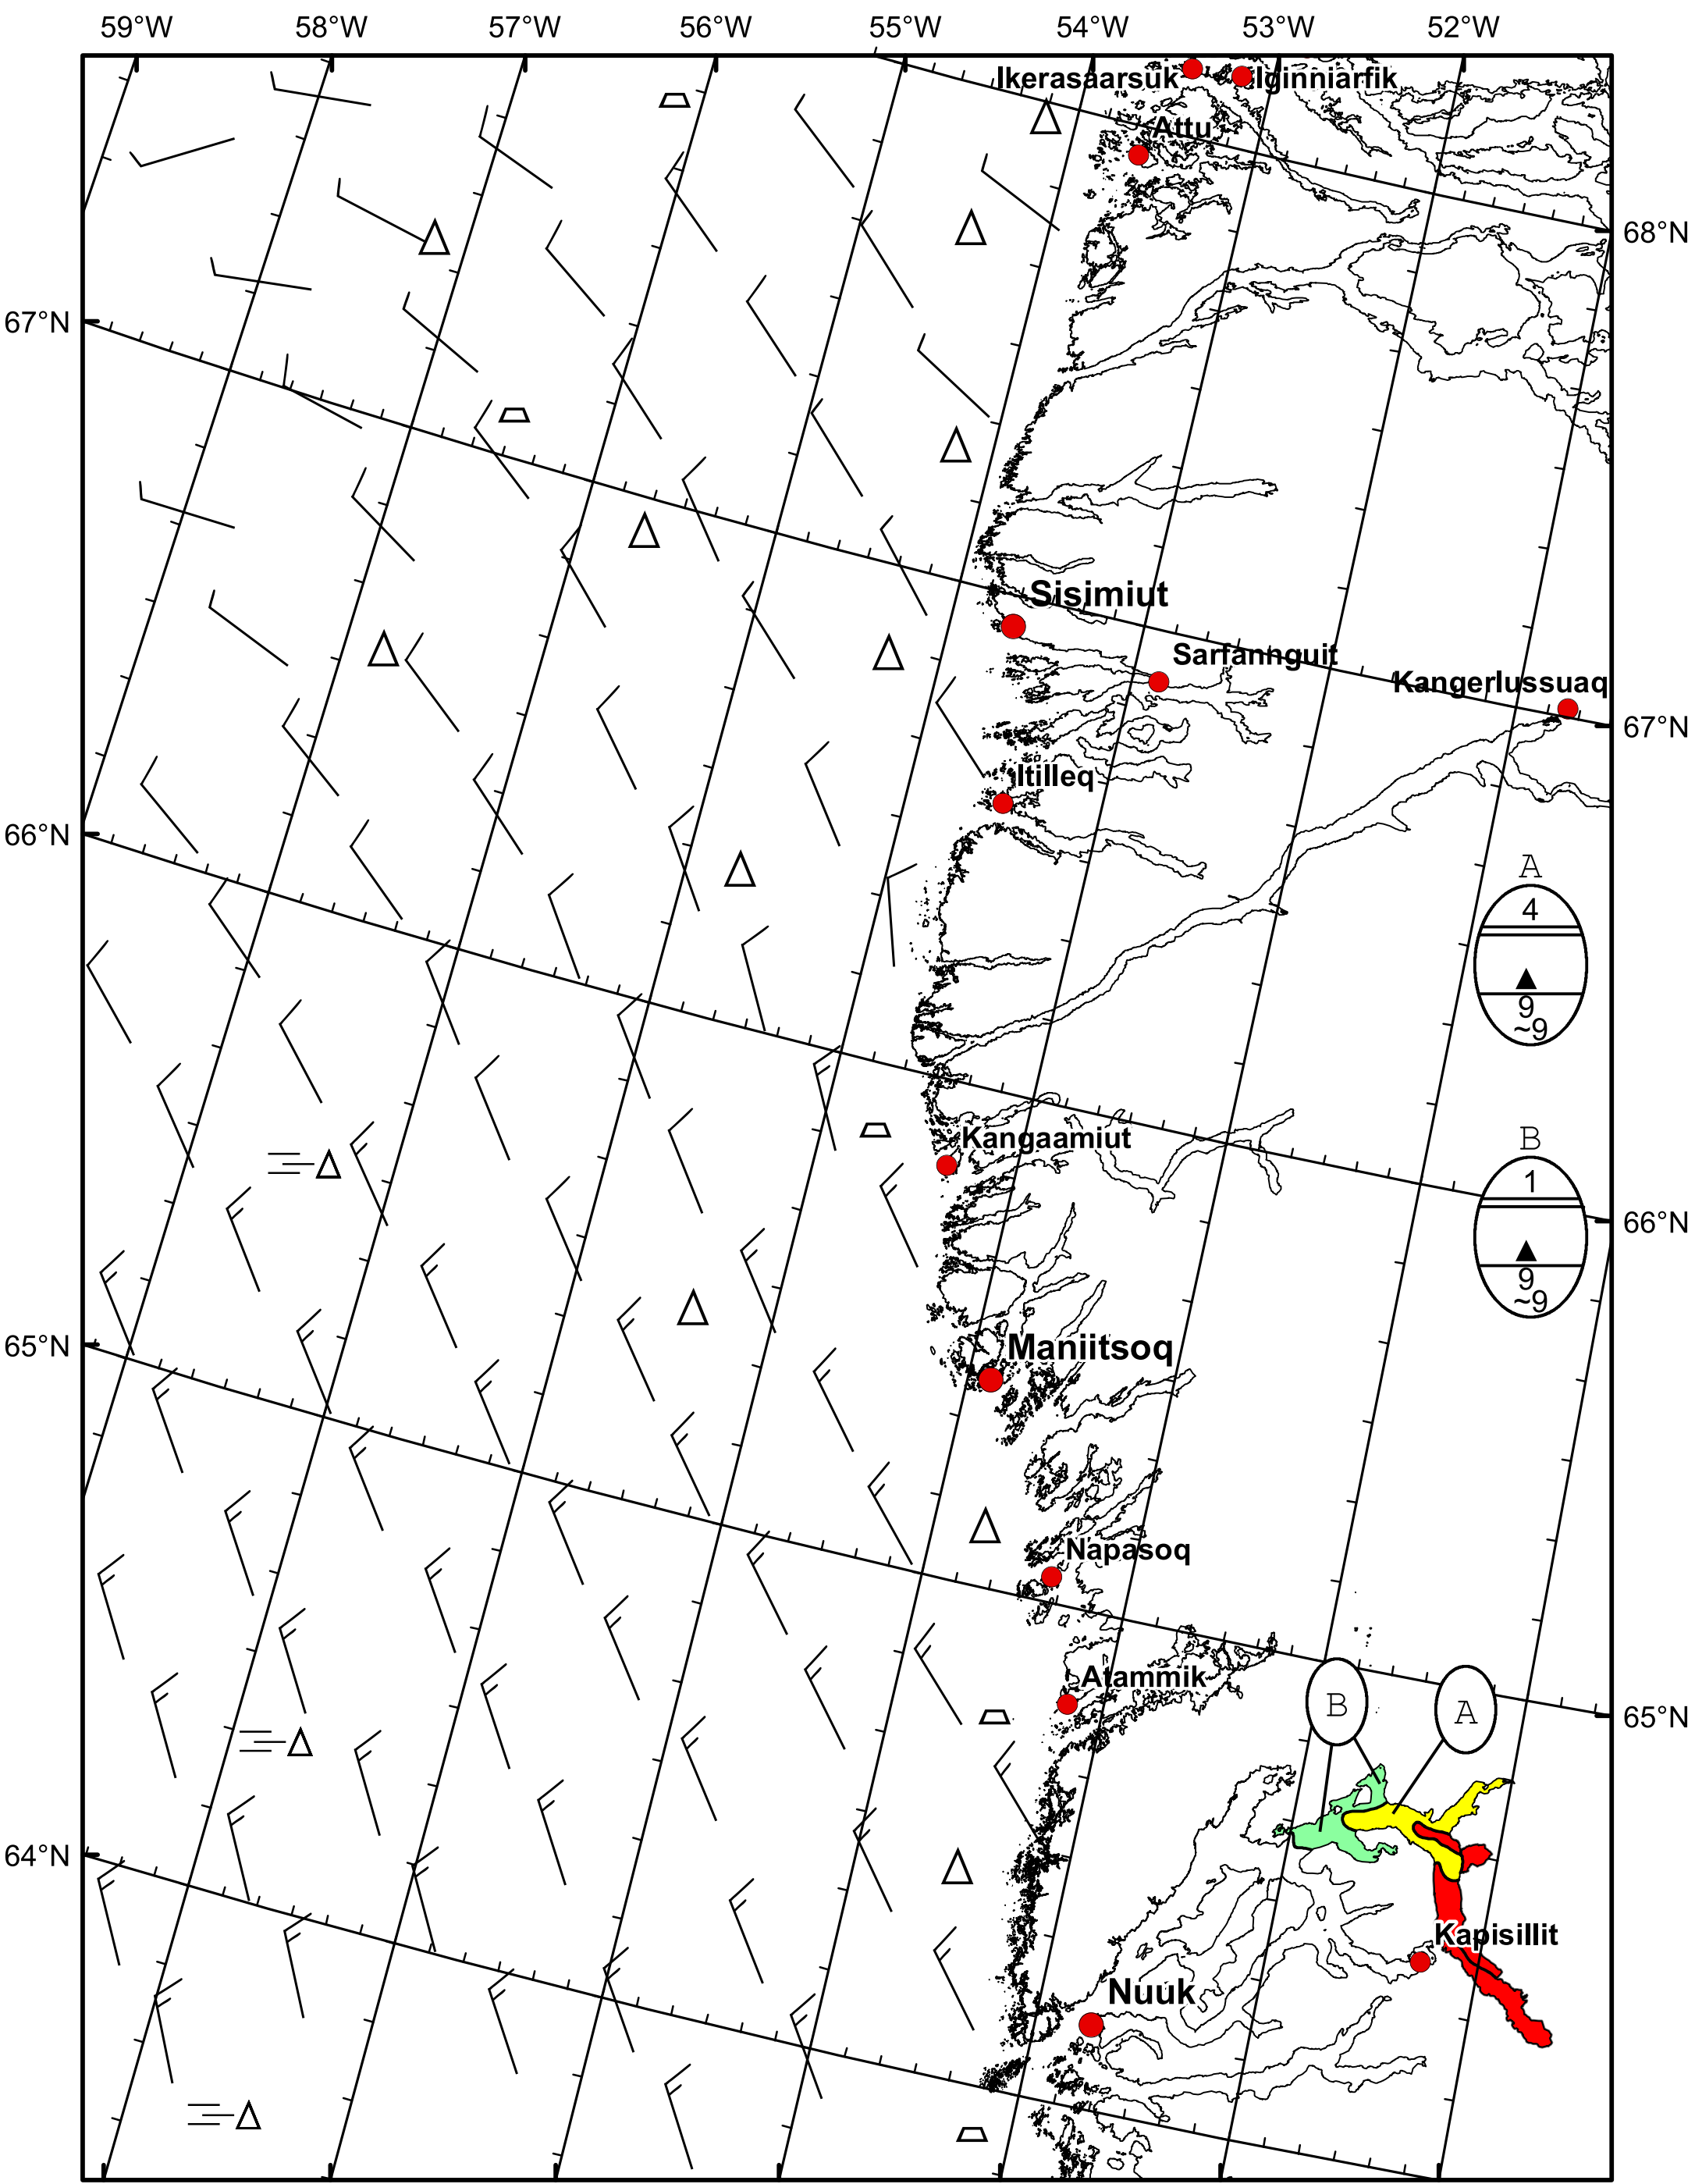 59°W 58°W 57°W 56°W 55°W 54°W 53°W 52°W
Ikerasaarsuk Iginniarfik
Attu
68°N
67°N
Sisimiut
Sarfannguit
Kangerlussuaq
67°N
Itilleq
66°N
A
4
9
~9
Kangaamiut
B
1
9
~9
66°N
65°N
Maniitsoq
Napasoq
Atammik
B A
65°N
64°N
Kapisillit
Nuuk